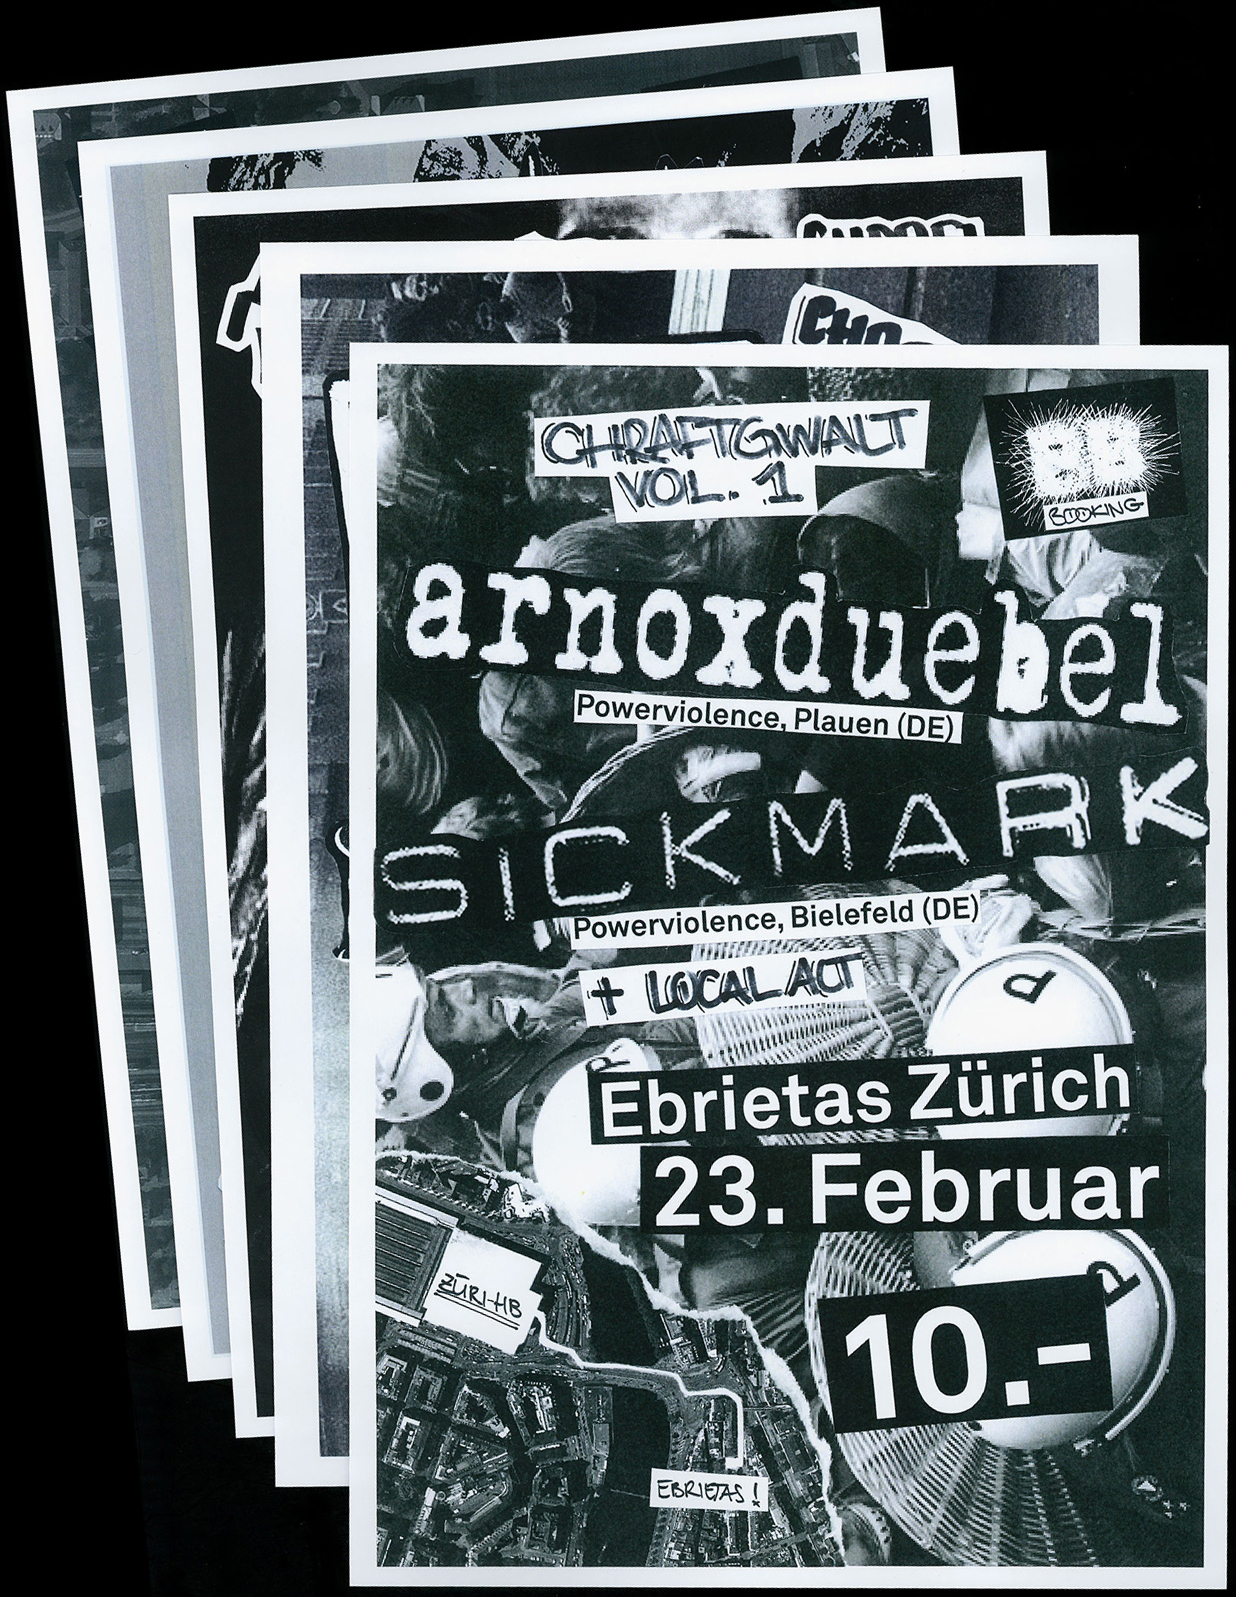 CHO
CHRAFTGWALT
VOL. 1
BOOKING
arnoxduebel
Powerviolence, Plauen (DE)
SICKMARK
Powerviolence, Bielefeld (DE)
+ LOCAL ACT
P
P
Ebrietas Zürich
23. Februar
ZÜRI-HB
P
10.-
EBRIETAS!